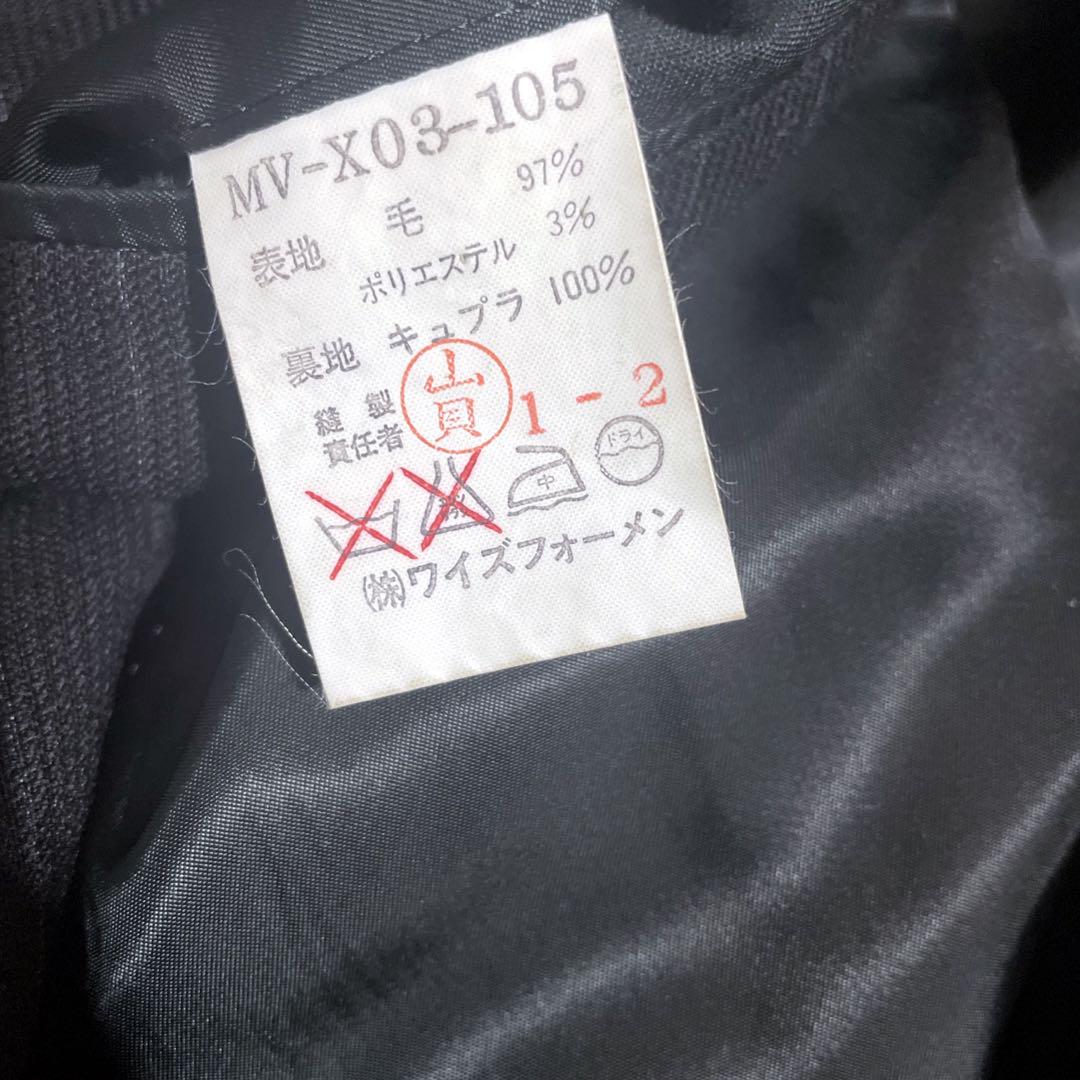 MV-X03-105
表地 毛 97%
ポリエステル 3%
裏地 キュプラ 100%
縫製
責任者 山貝 1-2
中 ドライ
㈱ワイズフォーメン